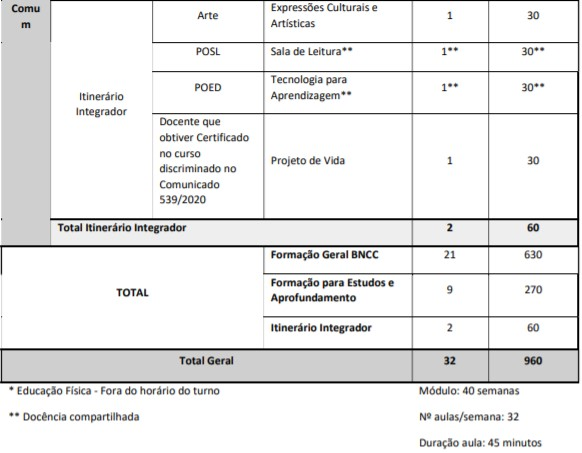 Comu
m
Itinerário
Integrador
Arte
Expressões Culturais e
Artísticas
1
30
POSL
Sala de Leitura**
1**
30**
POED
Tecnologia para
Aprendizagem**
1**
30**
Docente que
obtiver Certificado
no curso
discriminado no
Comunicado
539/2020
Projeto de Vida
1
30
Total Itinerário Integrador
2
60
TOTAL
Formação Geral BNCC
21
630
Formação para Estudos e
Aprofundamento
9
270
Itinerário Integrador
2
60
Total Geral
32
960
* Educação Física - Fora do horário do turno
Módulo: 40 semanas
** Docência compartilhada
Nº aulas/semana: 32
Duração aula: 45 minutos